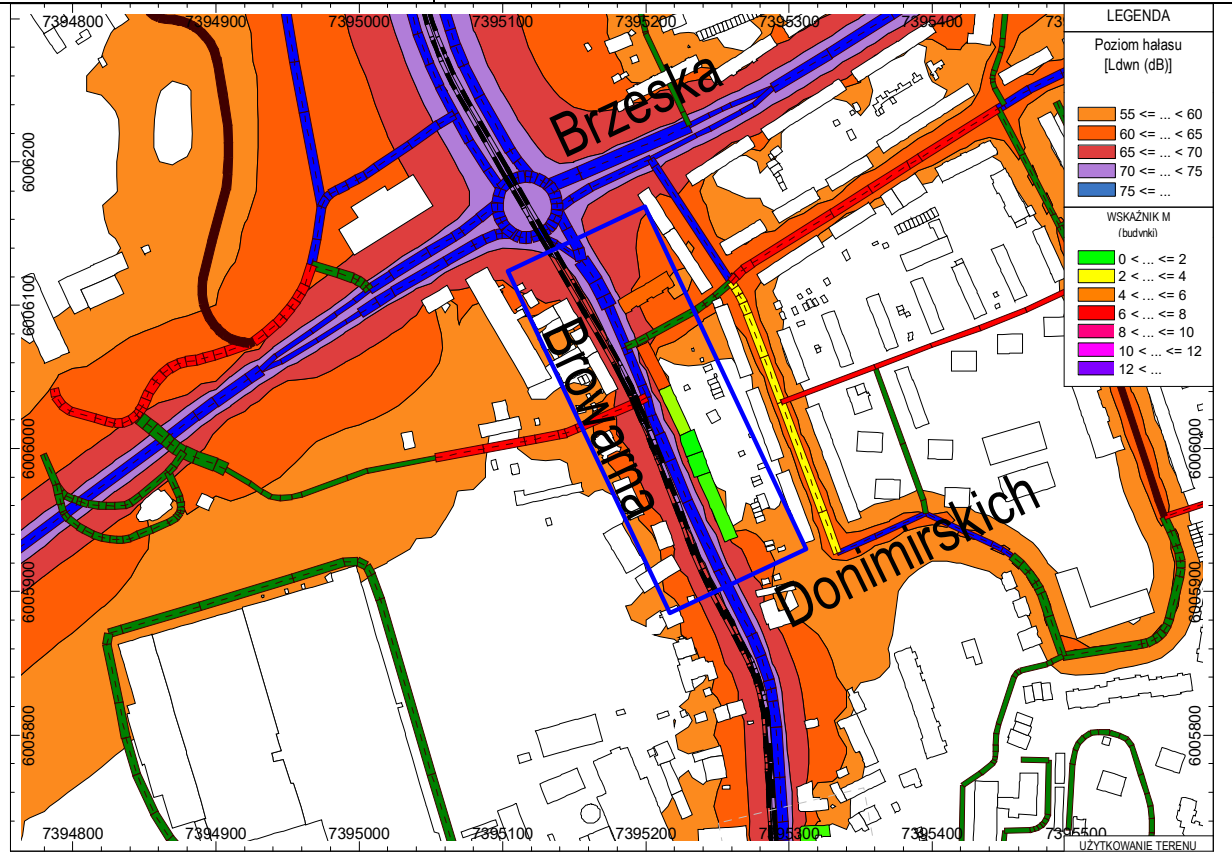 7394800 7394900 7395000 7395100 7395200 7395300 7395400
LEGENDA
Poziom hałasu
[Ldwn (dB)]
55 <= ... < 60
60 <= ... < 65
65 <= ... < 70
70 <= ... < 75
75 <= ...
WSKAŹNIK M
(budynki)
0 < ... <= 2
2 < ... <= 4
4 < ... <= 6
6 < ... <= 8
8 < ... <= 10
10 < ... <= 12
12 < ...
Brzeska
6006200
6006100
Browarna
6006000
6006000
Donimirskich
6005900
6005900
6005800
6005800
7394800 7394900 7395000 7395100 7395200 7395300 7395400 7395500
UŻYTKOWANIE TERENU